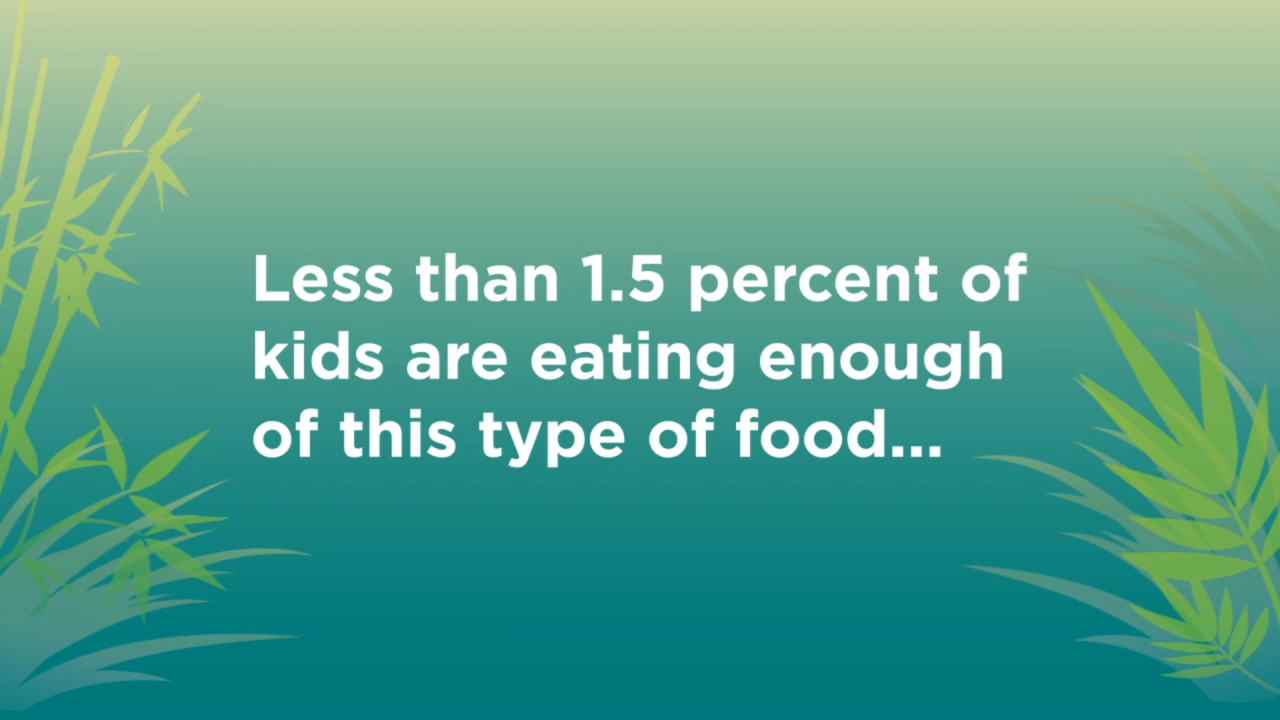 Less than 1.5 percent of
kids are eating enough
of this type of food...